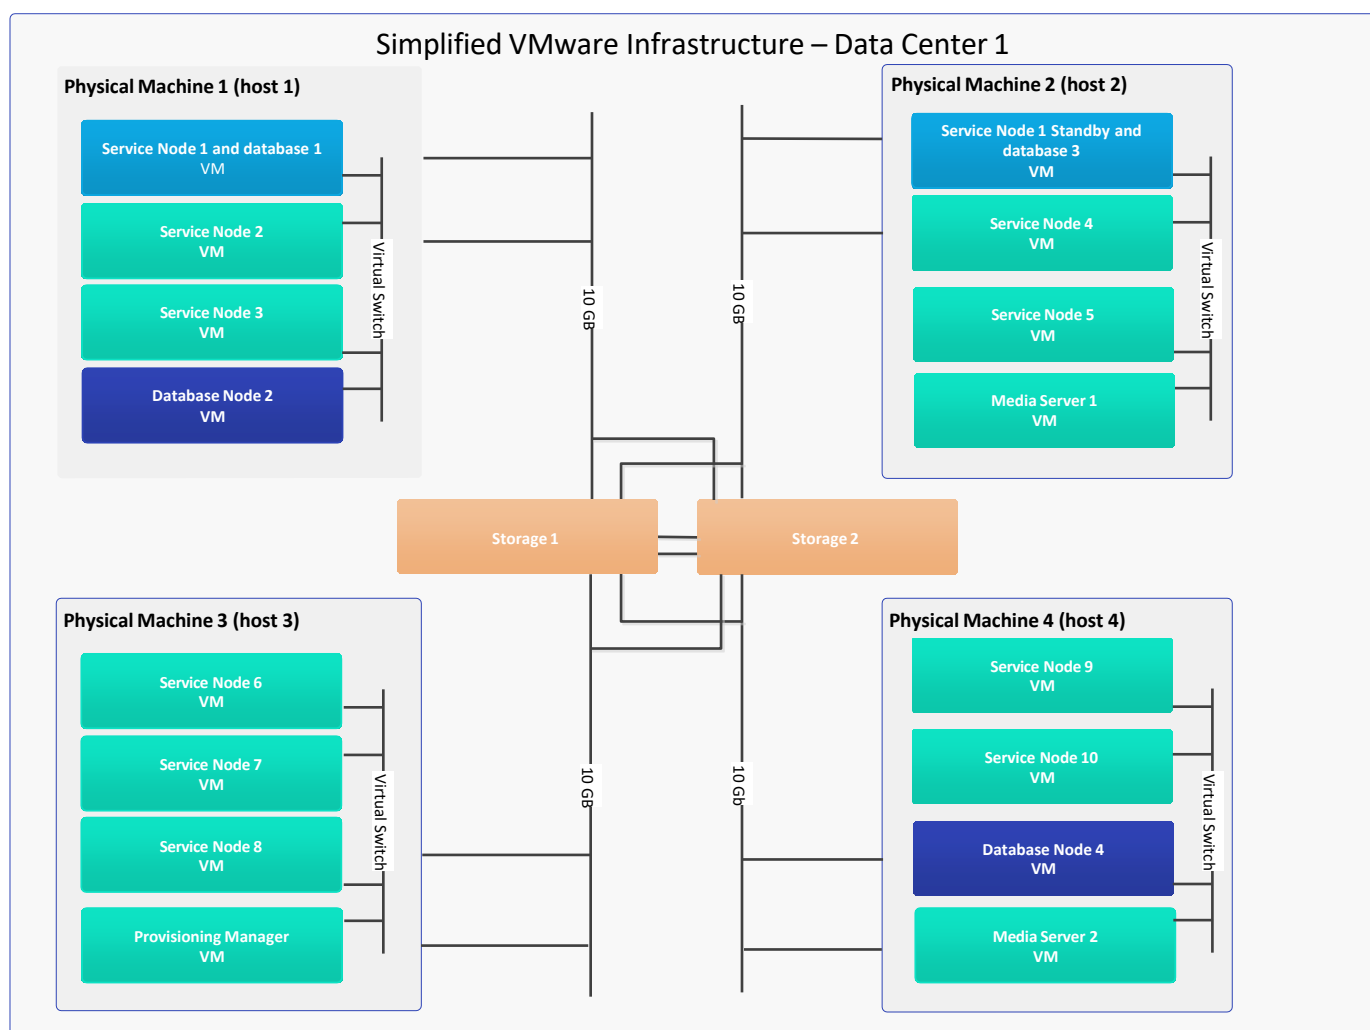 Simplified VMware Infrastructure – Data Center 1
Physical Machine 1 (host 1)
Service Node 1 and database 1
VM
Service Node 2
VM
Service Node 3
VM
Database Node 2
VM
Virtual Switch
10 GB
10 GB
Physical Machine 2 (host 2)
Service Node 1 Standby and
database 3
VM
Service Node 4
VM
Service Node 5
VM
Media Server 1
VM
Virtual Switch
Storage 1
Storage 2
Physical Machine 3 (host 3)
Service Node 6
VM
Service Node 7
VM
Service Node 8
VM
Provisioning Manager
VM
Virtual Switch
10 GB
10 Gb
Physical Machine 4 (host 4)
Service Node 9
VM
Service Node 10
VM
Database Node 4
VM
Media Server 2
VM
Virtual Switch